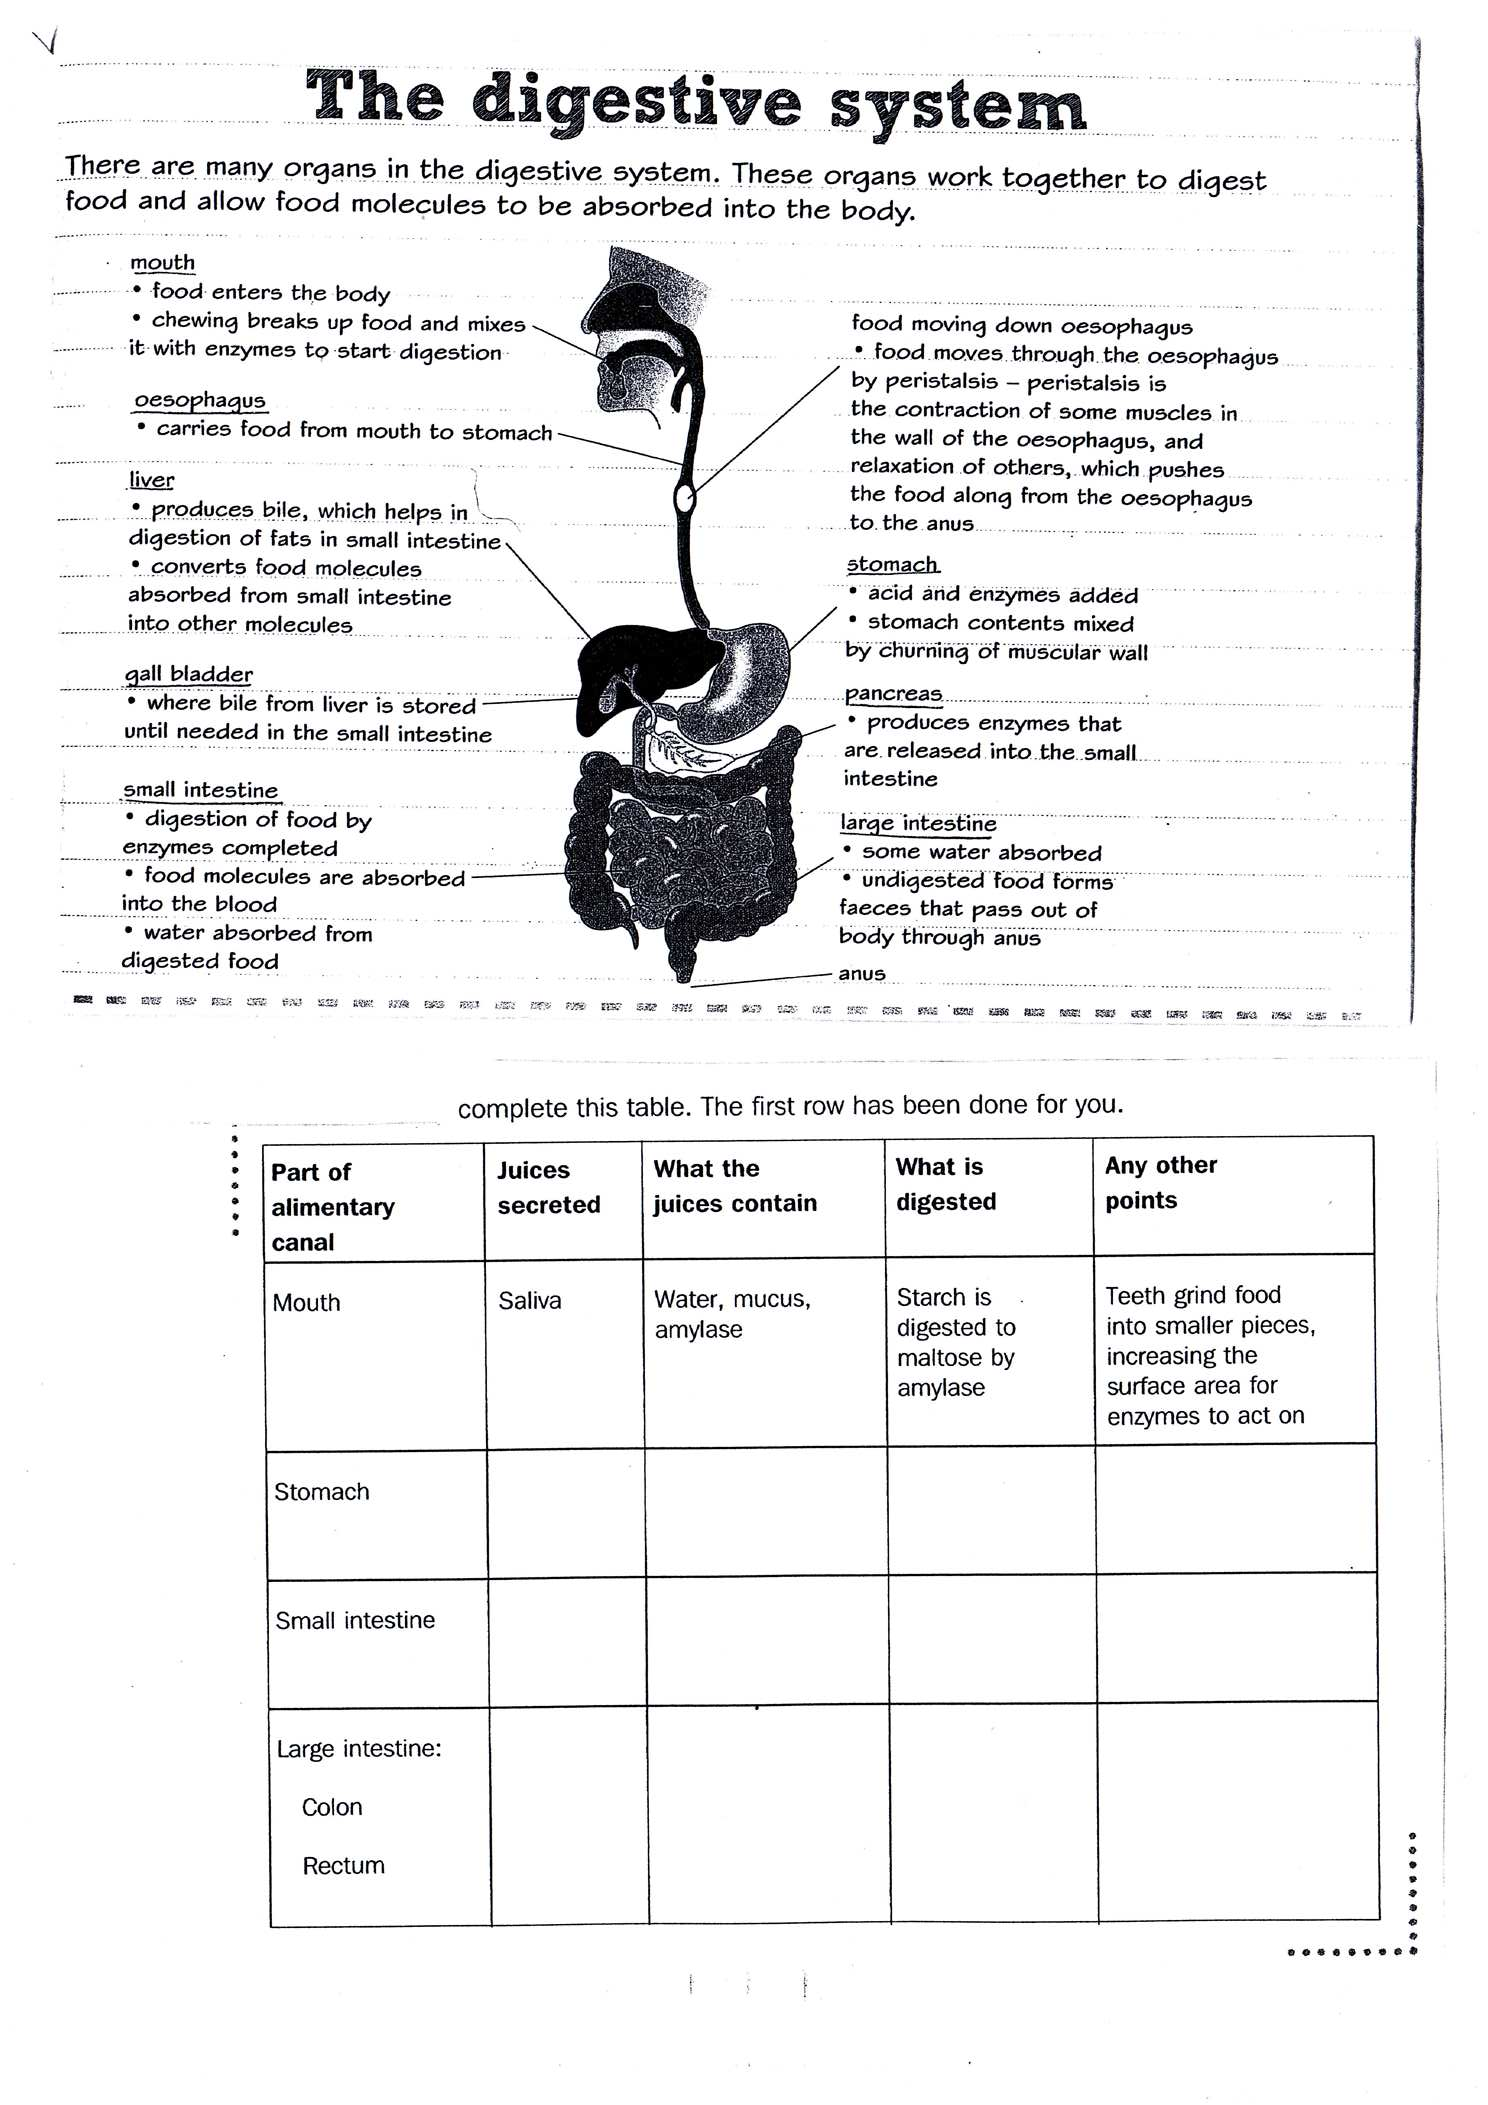 The digestive system
There are many organs in the digestive system. These organs work together to digest
food and allow food molecules to be absorbed into the body.
mouth
• food enters the body
• chewing breaks up food and mixes
it with enzymes to start digestion
oesophagus
• carries food from mouth to stomach
liver
• produces bile, which helps in
digestion of fats in small intestine
• converts food molecules
absorbed from small intestine
into other molecules
gall bladder
• where bile from liver is stored
until needed in the small intestine
small intestine
• digestion of food by
enzymes completed
• food molecules are absorbed
into the blood
• water absorbed from
digested food
food moving down oesophagus
• food moves through the oesophagus
by peristalsis – peristalsis is
the contraction of some muscles in
the wall of the oesophagus, and
relaxation of others, which pushes
the food along from the oesophagus
to the anus
stomach
• acid and enzymes added
• stomach contents mixed
by churning of muscular wall
pancreas
• produces enzymes that
are released into the small
intestine
large intestine
• some water absorbed
• undigested food forms
faeces that pass out of
body through anus
anus
complete this table. The first row has been done for you.
Part of
alimentary
canal
Juices
secreted
What the
juices contain
What is
digested
Any other
points
Mouth
Saliva
Water, mucus,
amylase
Starch is
digested to
maltose by
amylase
Teeth grind food
into smaller pieces,
increasing the
surface area for
enzymes to act on
Stomach
Small intestine
Large intestine:
Colon
Rectum